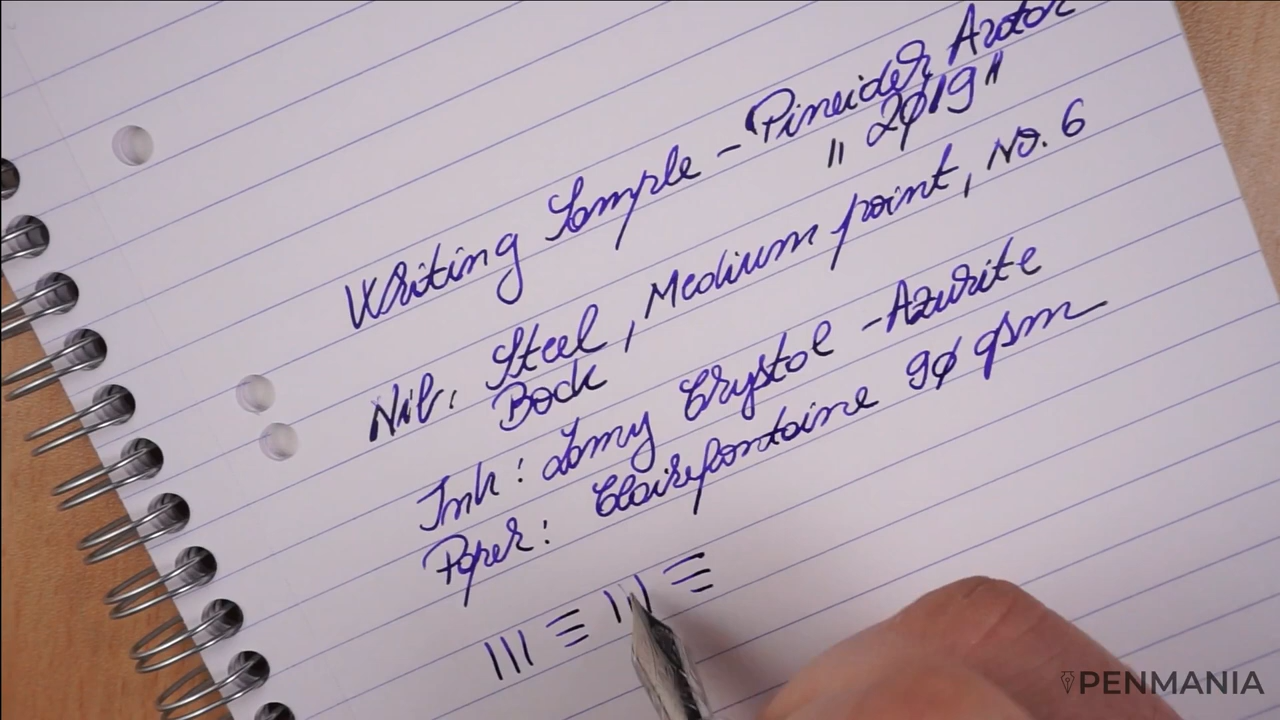 Writing Sample - Pineider Avatar
" 2019 "
Nib: Steel, Medium point, No. 6
Bock
Ink: Lamy Crystal - Azurite
Paper: Clairefontaine 90 gsm
PENMANIA